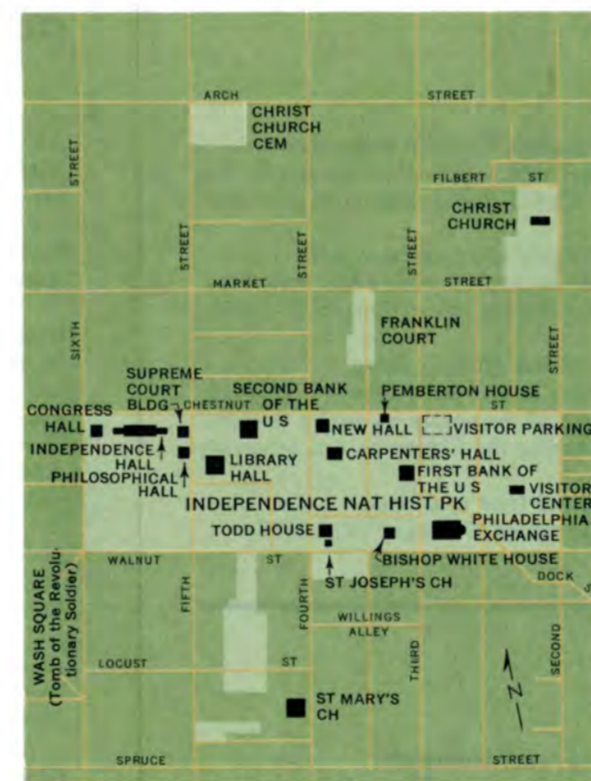 ARCH
STREET
CHRIST
CHURCH
CEM
STREET
FILBERT
ST
CHRIST
CHURCH
STREET
STREET
STREET
MARKET
STREET
FRANKLIN
COURT
SIXTH
STREET
SUPREME
COURT
BLDG
CHESTNUT
ST
SECOND BANK
OF THE
U S
PEMBERTON HOUSE
CONGRESS
HALL
NEW HALL
VISITOR PARKING
INDEPENDENCE
HALL
CARPENTERS' HALL
PHILOSOPHICAL
HALL
LIBRARY
HALL
FIRST BANK OF
THE U S
VISITOR
CENTER
INDEPENDENCE NAT HIST PK
TODD HOUSE
PHILADELPHIA
EXCHANGE
WALNUT
ST
BISHOP WHITE HOUSE
ST JOSEPH'S CH
DOCK
S
WASH SQUARE
(Tomb of the Revolu-
tionary Soldier)
FIFTH
FOURTH
WILLINGS
ALLEY
THIRD
SECOND
LOCUST
ST
N
ST MARY'S
CH
SPRUCE
STREET